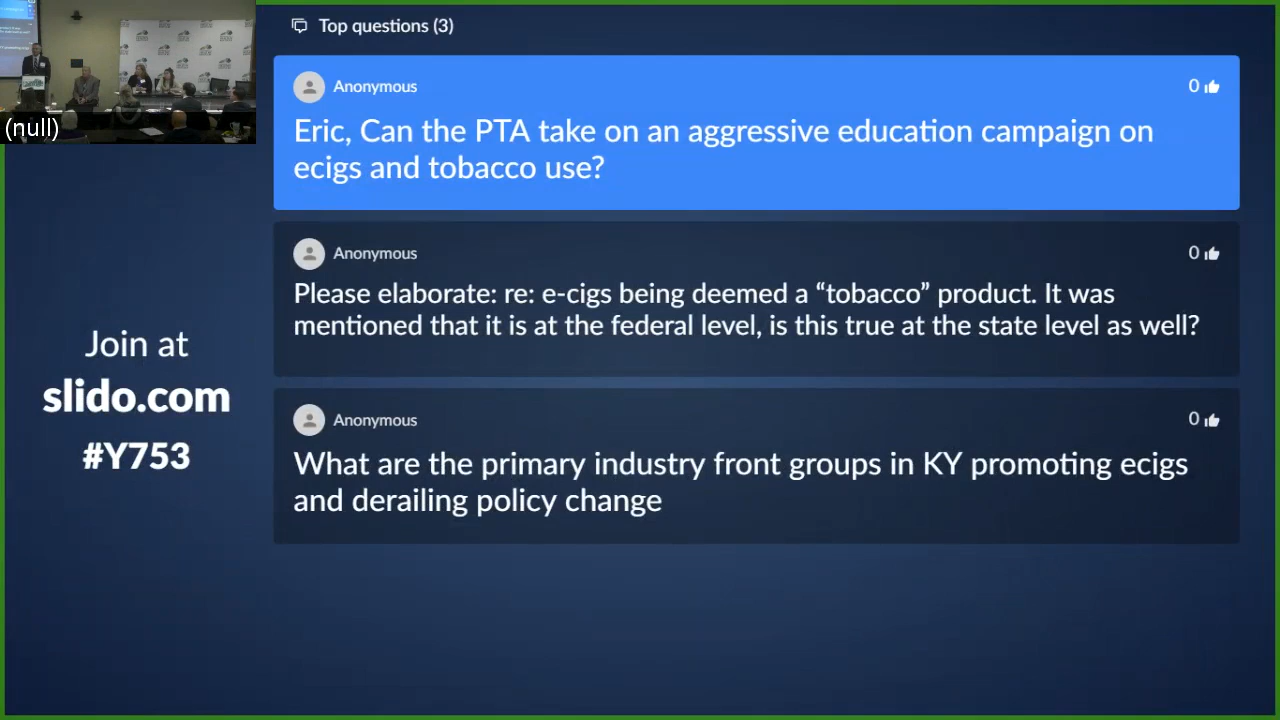 (null)
Top questions (3)
Anonymous
0
Eric, Can the PTA take on an aggressive education campaign on
ecigs and tobacco use?
Anonymous
0
Please elaborate: re: e-cigs being deemed a “tobacco” product. It was
mentioned that it is at the federal level, is this true at the state level as well?
Anonymous
0
What are the primary industry front groups in KY promoting ecigs
and derailing policy change
Join at
slido.com
#Y753